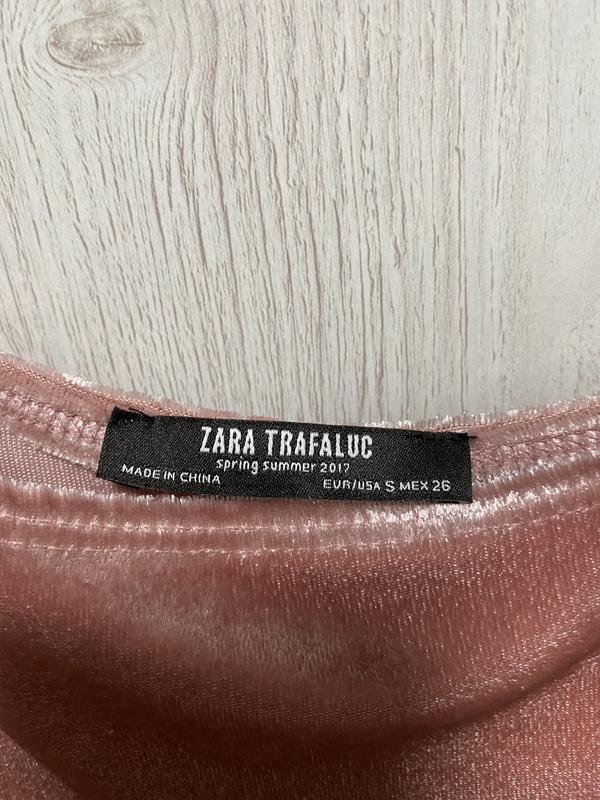 ZARA TRAFALUC
spring summer 2017
MADE IN CHINA
EUR/USA S MEX 26